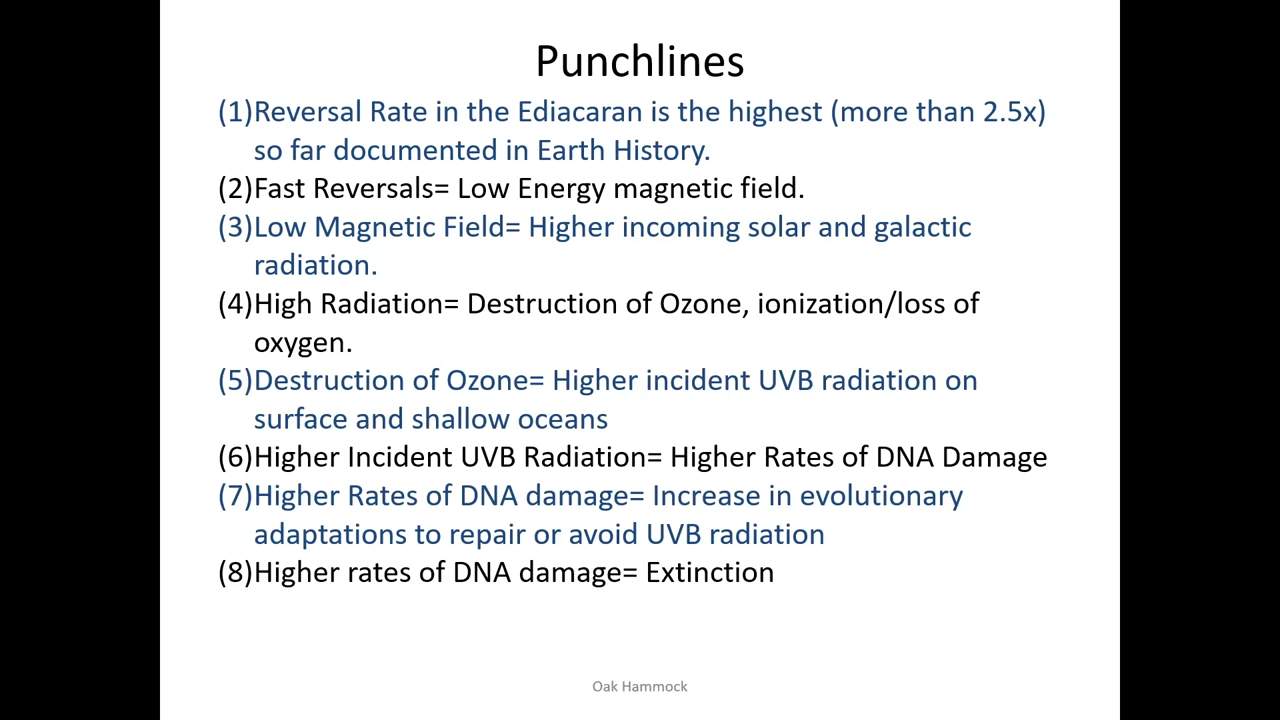 Punchlines
(1)Reversal Rate in the Ediacaran is the highest (more than 2.5x)
so far documented in Earth History.
(2)Fast Reversals= Low Energy magnetic field.
(3)Low Magnetic Field= Higher incoming solar and galactic
radiation.
(4)High Radiation= Destruction of Ozone, ionization/loss of
oxygen.
(5)Destruction of Ozone= Higher incident UVB radiation on
surface and shallow oceans
(6)Higher Incident UVB Radiation= Higher Rates of DNA Damage
(7)Higher Rates of DNA damage= Increase in evolutionary
adaptations to repair or avoid UVB radiation
(8)Higher rates of DNA damage= Extinction
Oak Hammock